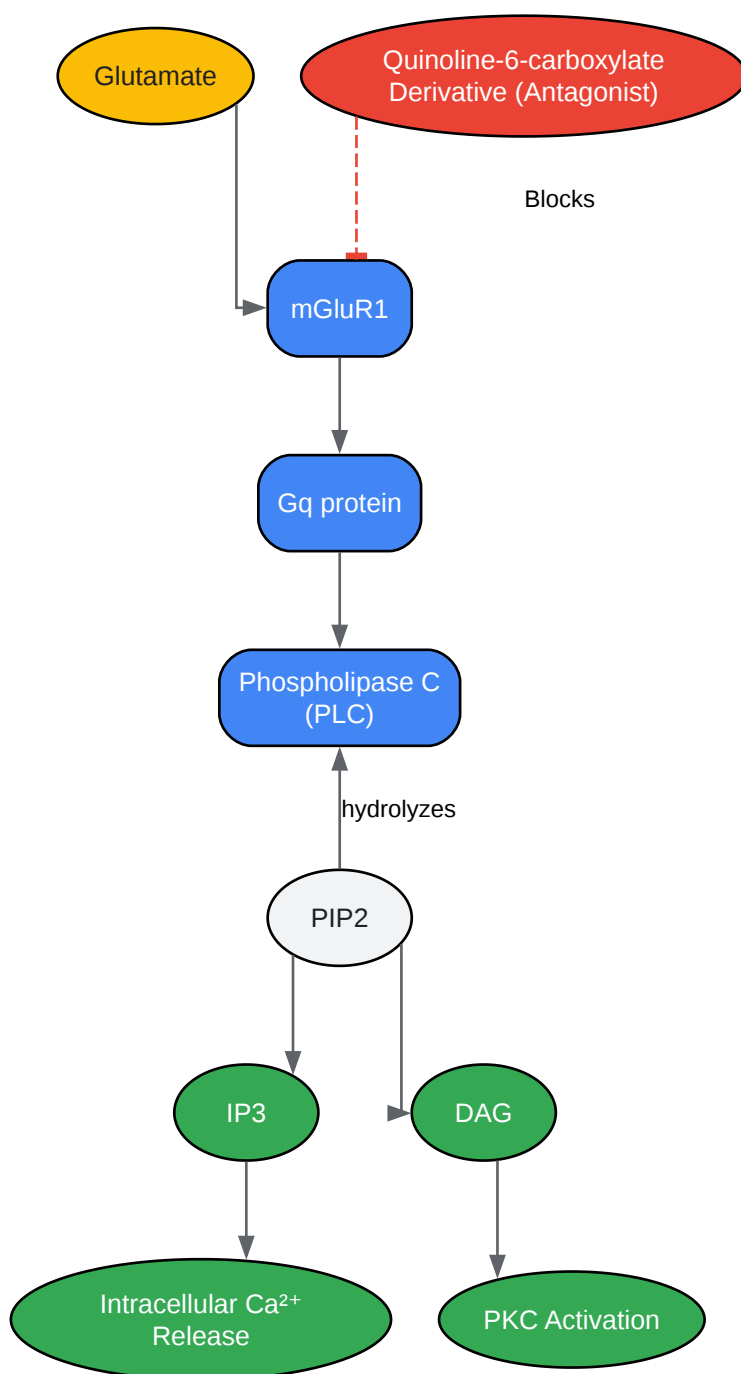 Glutamate
Quinoline-6-carboxylate
Derivative (Antagonist)
Blocks
mGluR1
Gq protein
Phospholipase C
(PLC)
hydrolyzes
PIP2
IP3
DAG
Intracellular Ca²⁺
Release
PKC Activation